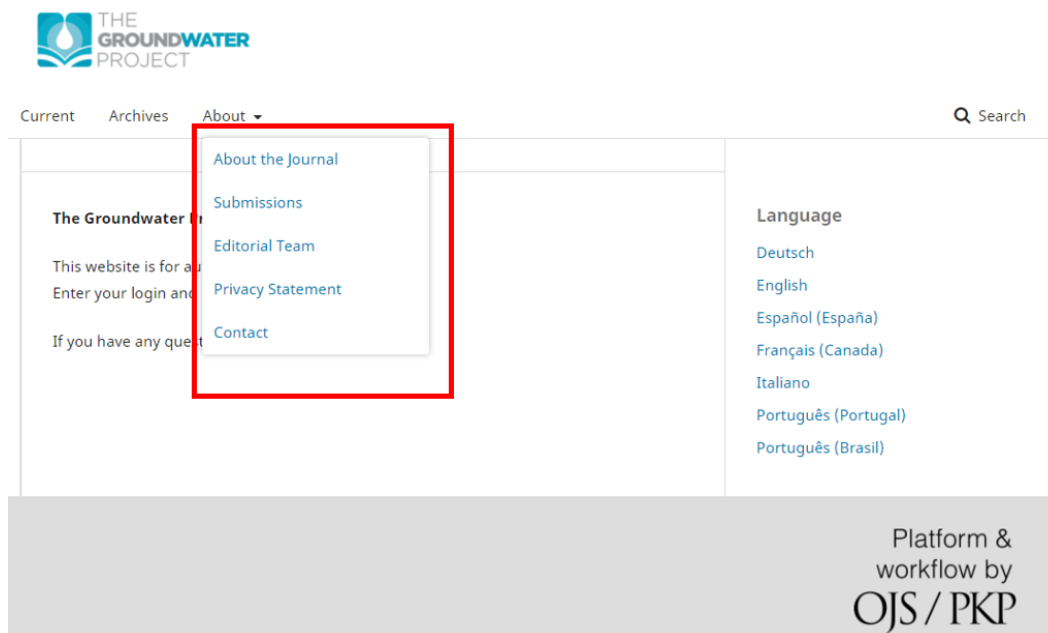 THE
GROUNDWATER
PROJECT
Current Archives About Search
About the Journal
Submissions
Editorial Team
Privacy Statement
Contact
The Groundwater
This website is for
Enter your login
If you have any
Language
Deutsch
English
Español (España)
Français (Canada)
Italiano
Português (Portugal)
Português (Brasil)
Platform &
workflow by
OJS / PKP